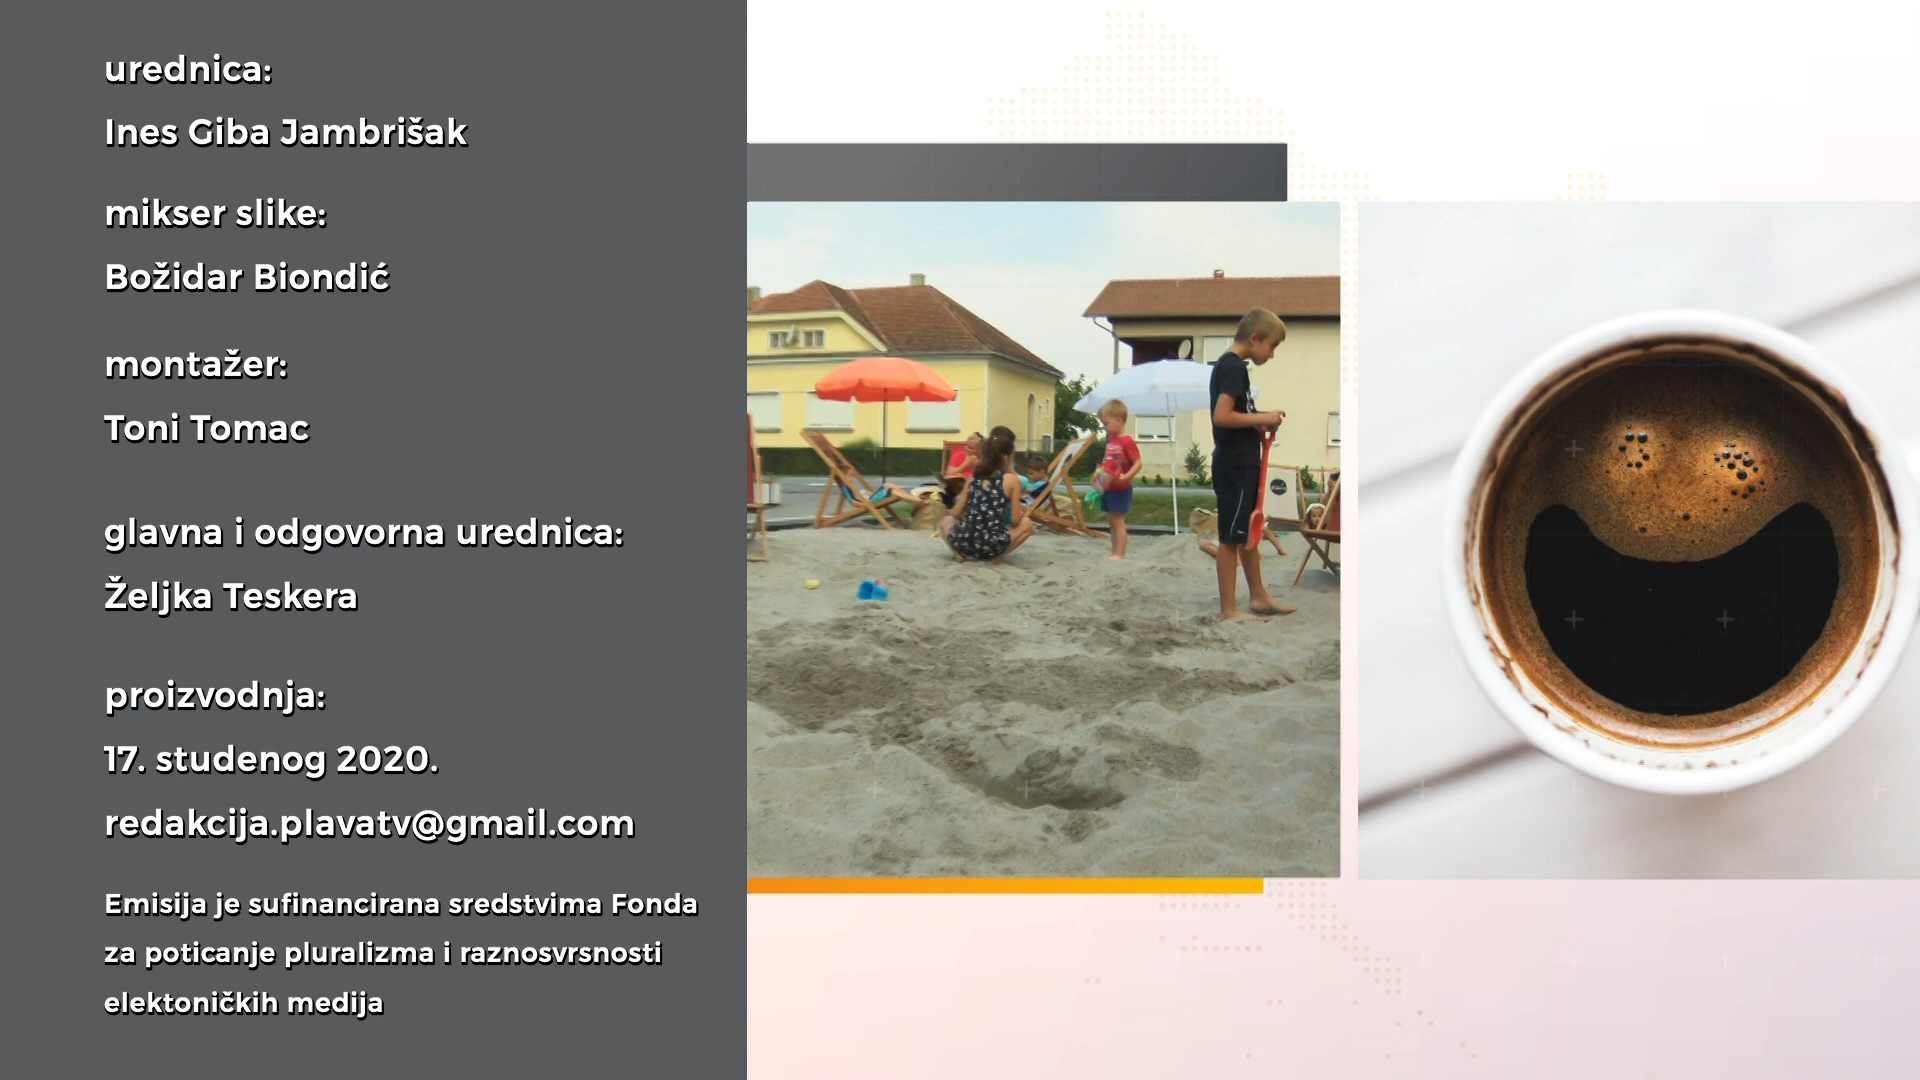 urednica:
Ines Giba Jambrišak
mikser slike:
Božidar Biondić
montažer:
Toni Tomac
glavna i odgovorna urednica:
Željka Teskera
proizvodnja:
17. studenog 2020.
redakcija.plavatv@gmail.com
Emisija je sufinancirana sredstvima Fonda
za poticanje pluralizma i raznosvrsnosti
elektoničkih medija